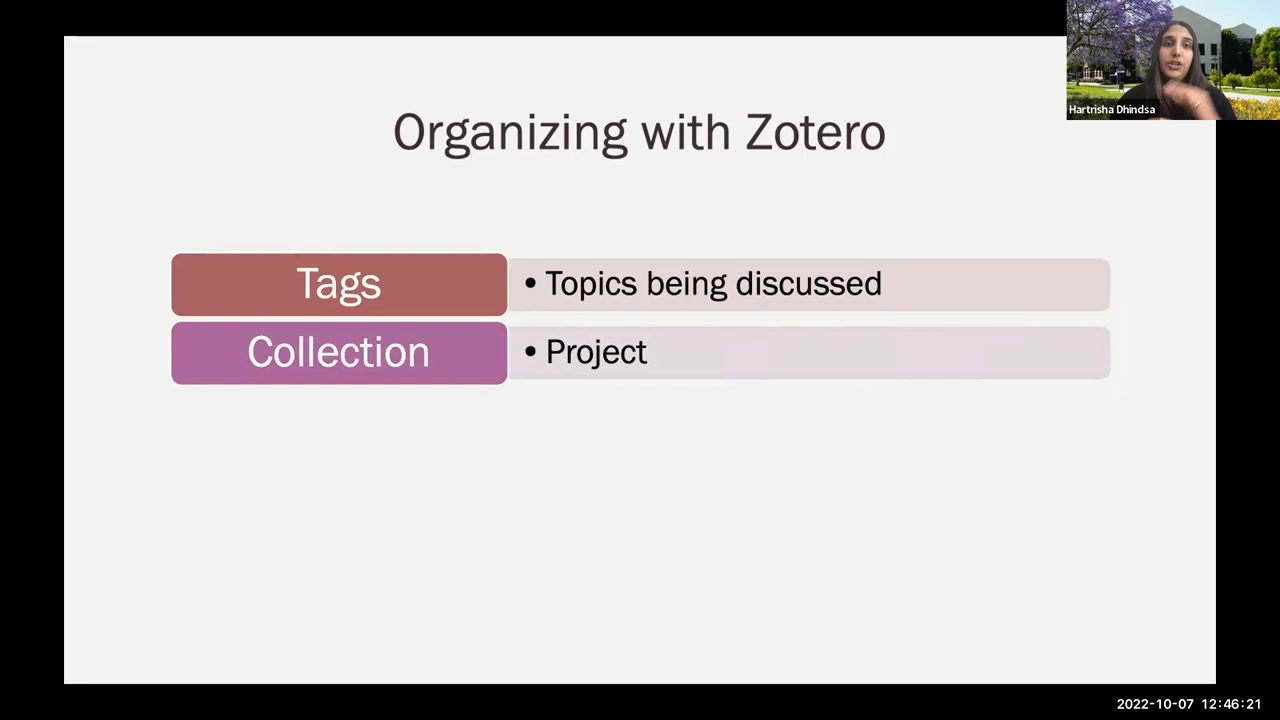 Organizing with Zotero
Hartrisha Dhindsa
Tags
• Topics being discussed
Collection
• Project
2022-10-07 12:46:21